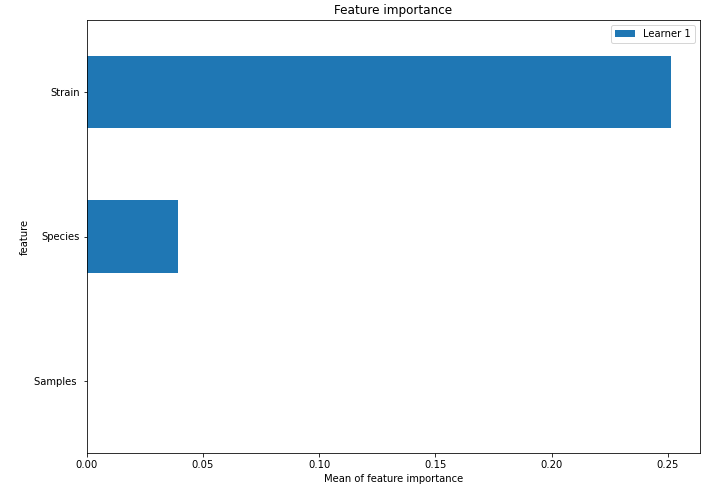 Feature importance
Learner 1
Strain
Species
Samples
feature
0.00 0.05 0.10 0.15 0.20 0.25
Mean of feature importance